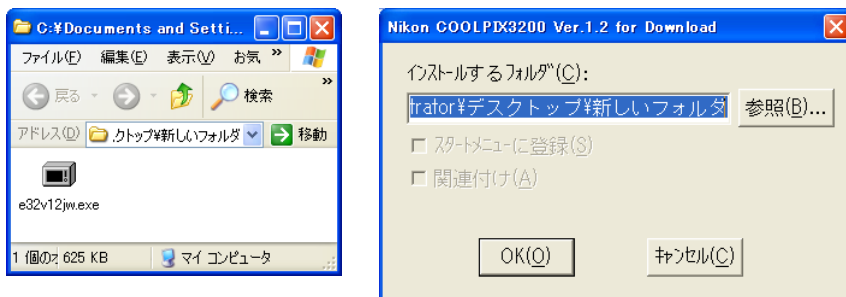 C:¥Documents and Setti...
ファイル(F) 編集(E) 表示(V) お気 »
戻る 検索 »
アドレス(D) クトップ¥新しいフォルダ 移動
e32v12jw.exe
1 個の 625 KB マイ コンピュータ
Nikon COOLPIX3200 Ver.1.2 for Download
インストールするフォルダ(C):
trator¥デスクトップ¥新しいフォルダ 参照(B)...
スタートメニューに登録(S)
関連付け(A)
OK(O) キャンセル(C)